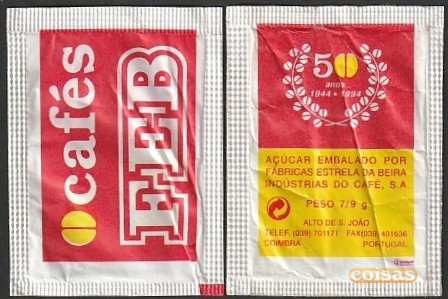 cafés
FEB
50
anos
1944 • 1994
AÇÚCAR EMBALADO POR
FÁBRICAS ESTRELA DA BEIRA
INDÚSTRIAS DO CAFÉ, S.A.
PESO 7/9 g
ALTO DE S. JOÃO
TELEF. (039) 701171 FAX (039) 401636
COIMBRA PORTUGAL
coisas